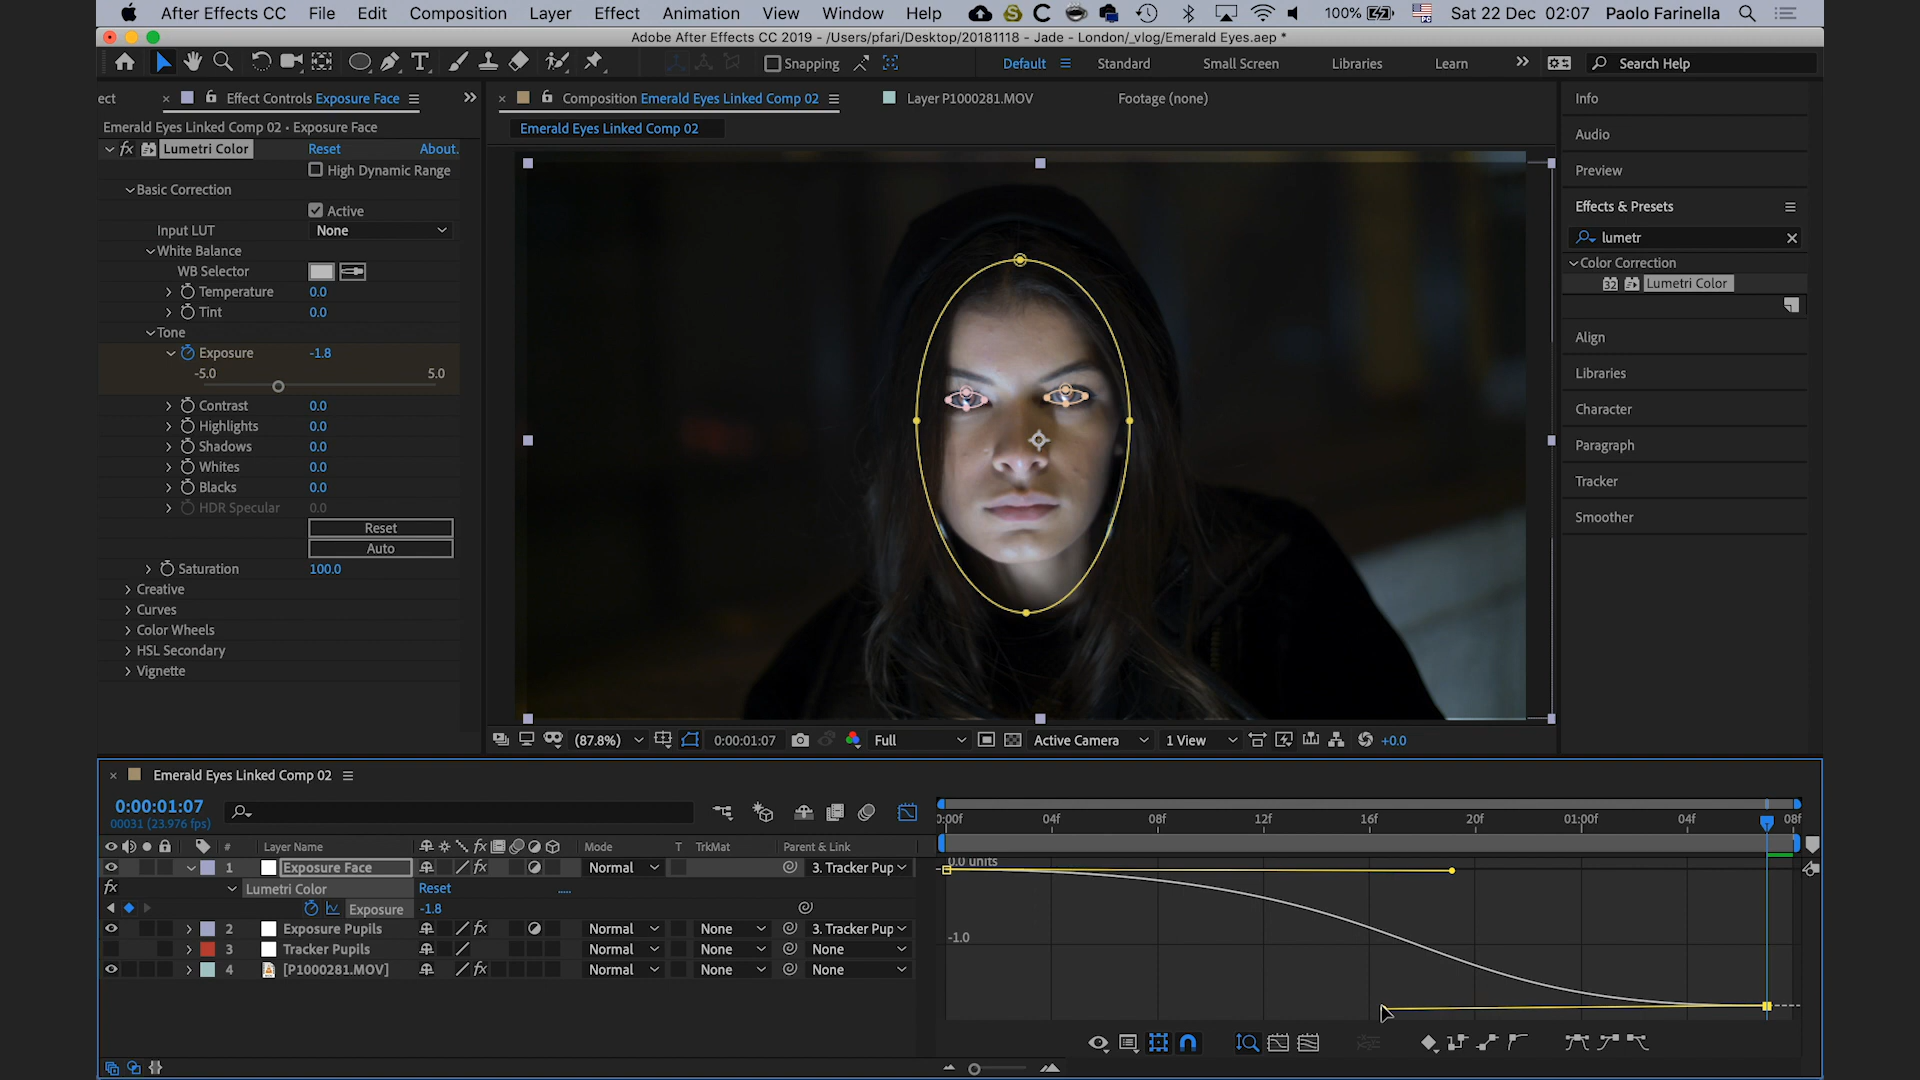 After Effects CC File Edit Composition Layer Effect Animation View Window Help 100% Sat 22 Dec 02:07 Paolo Farinella
Adobe After Effects CC 2019 - /Users/pfari/Desktop/20181118 - Jade - London/_vlog/Emerald Eyes.aep *
Snapping Default Standard Small Screen Libraries Learn Search Help
ect Effect Controls Exposure Face
Composition Emerald Eyes Linked Comp 02 Layer P1000281.MOV Footage (none)
Emerald Eyes Linked Comp 02 • Exposure Face
Emerald Eyes Linked Comp 02
fx Lumetri Color Reset About.
High Dynamic Range
Basic Correction
Active
Input LUT None
White Balance
WB Selector
Temperature 0.0
Tint 0.0
Tone
Exposure -1.8
-5.0 5.0
Contrast 0.0
Highlights 0.0
Shadows 0.0
Whites 0.0
Blacks 0.0
HDR Specular 0.0
Reset
Auto
Saturation 100.0
Creative
Curves
Color Wheels
HSL Secondary
Vignette
Info
Audio
Preview
Effects & Presets
lumetr
Color Correction
32 Lumetri Color
Align
Libraries
Character
Paragraph
Tracker
Smoother
(87.8%) 0:00:01:07 Full Active Camera 1 View +0.0
Emerald Eyes Linked Comp 02
0:00:01:07
00031 (23.976 fps)
0:00f 04f 08f 12f 16f 20f 01:00f 04f 08f
# Layer Name fx Mode T TrkMat Parent & Link
1 Exposure Face fx Normal 3. Tracker Pup
fx Lumetri Color Reset .....
Exposure -1.8
2 Exposure Pupils fx Normal None 3. Tracker Pup
3 Tracker Pupils Normal None None
4 [P1000281.MOV] fx Normal None None
0.0 units
-1.0